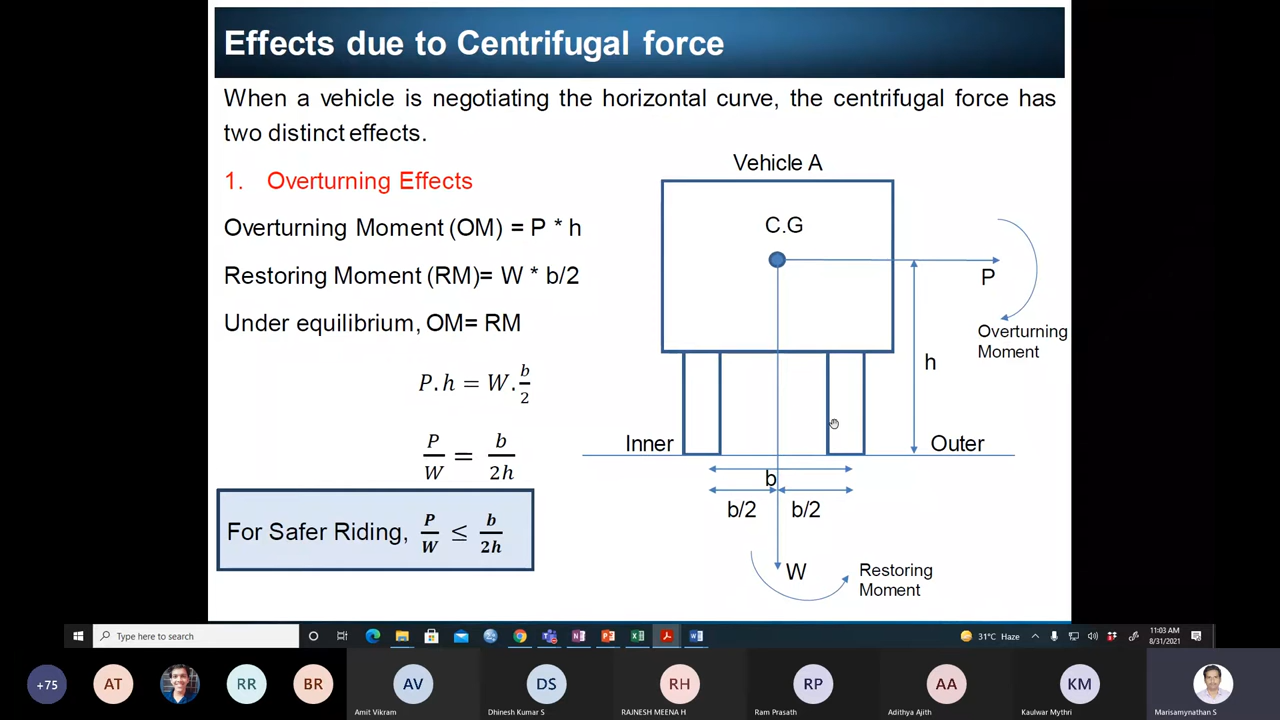 Effects due to Centrifugal force
When a vehicle is negotiating the horizontal curve, the centrifugal force has
two distinct effects.
1. Overturning Effects
Overturning Moment (OM) = P * h
Restoring Moment (RM)= W * b/2
Under equilibrium, OM= RM
P.h = W.b/2
P/W = b/2h
For Safer Riding, P/W ≤ b/2h
Vehicle A
C.G
P
Overturning
Moment
h
Inner
Outer
b
b/2
b/2
W
Restoring
Moment
Type here to search
31°C Haze
11:03 AM
8/31/2021
+75
AT
RR
BR
AV
Amit Vikram
DS
Dhinesh Kumar S
RH
RAJNESH MEENA H
RP
Ram Prasath
AA
Adithya Ajith
KM
Kaulwar Mythri
Marisamynathan S